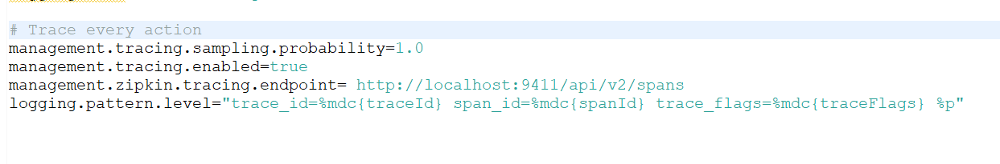 # Trace every action
management.tracing.sampling.probability=1.0
management.tracing.enabled=true
management.zipkin.tracing.endpoint= http://localhost:9411/api/v2/spans
logging.pattern.level="trace_id=%mdc{traceId} span_id=%mdc{spanId} trace_flags=%mdc{traceFlags} %p"